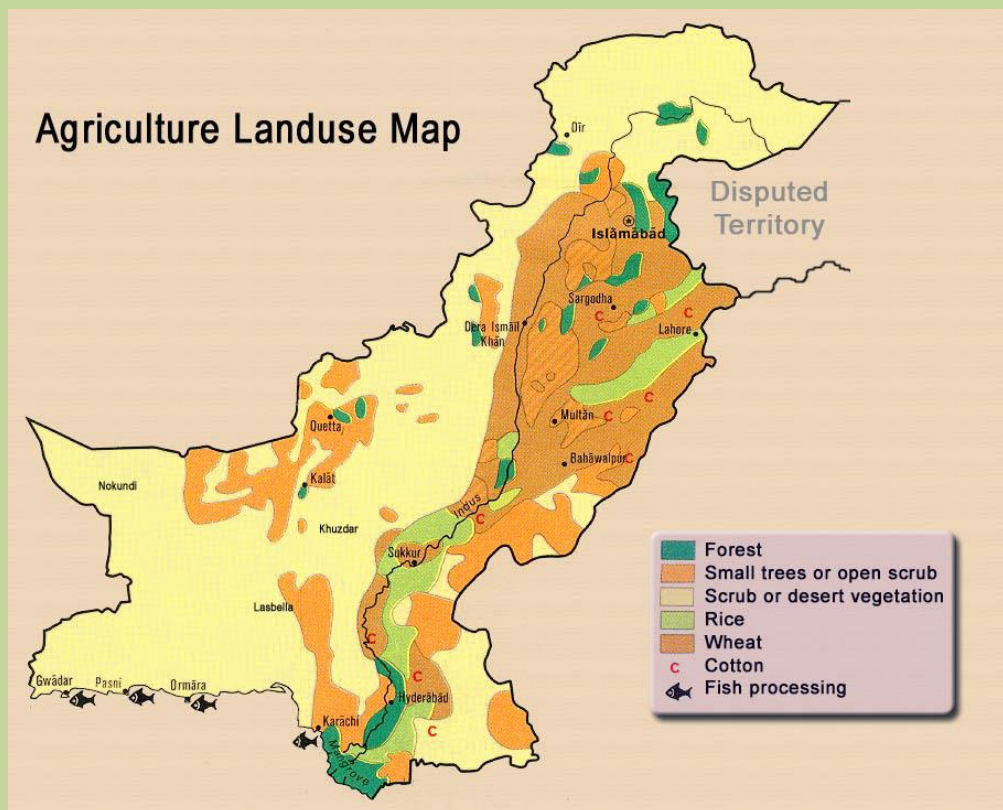 Agriculture Landuse Map
Dīr
Disputed
Territory
Islāmābād
Sargodha
C
C
Dera Ismāīl
Khān
Lahore
C
C
Multān
Quetta
Bahāwalpur
C
Kalāt
Nokundi
Indus
C
Khuzdar
Sukkur
Forest
Small trees or open scrub
Scrub or desert vegetation
Rice
Wheat
C Cotton
Fish processing
Lasbella
C
C
Gwādar
Pasni
Ormāra
Hyderābād
Karāchi
C
Mangrove